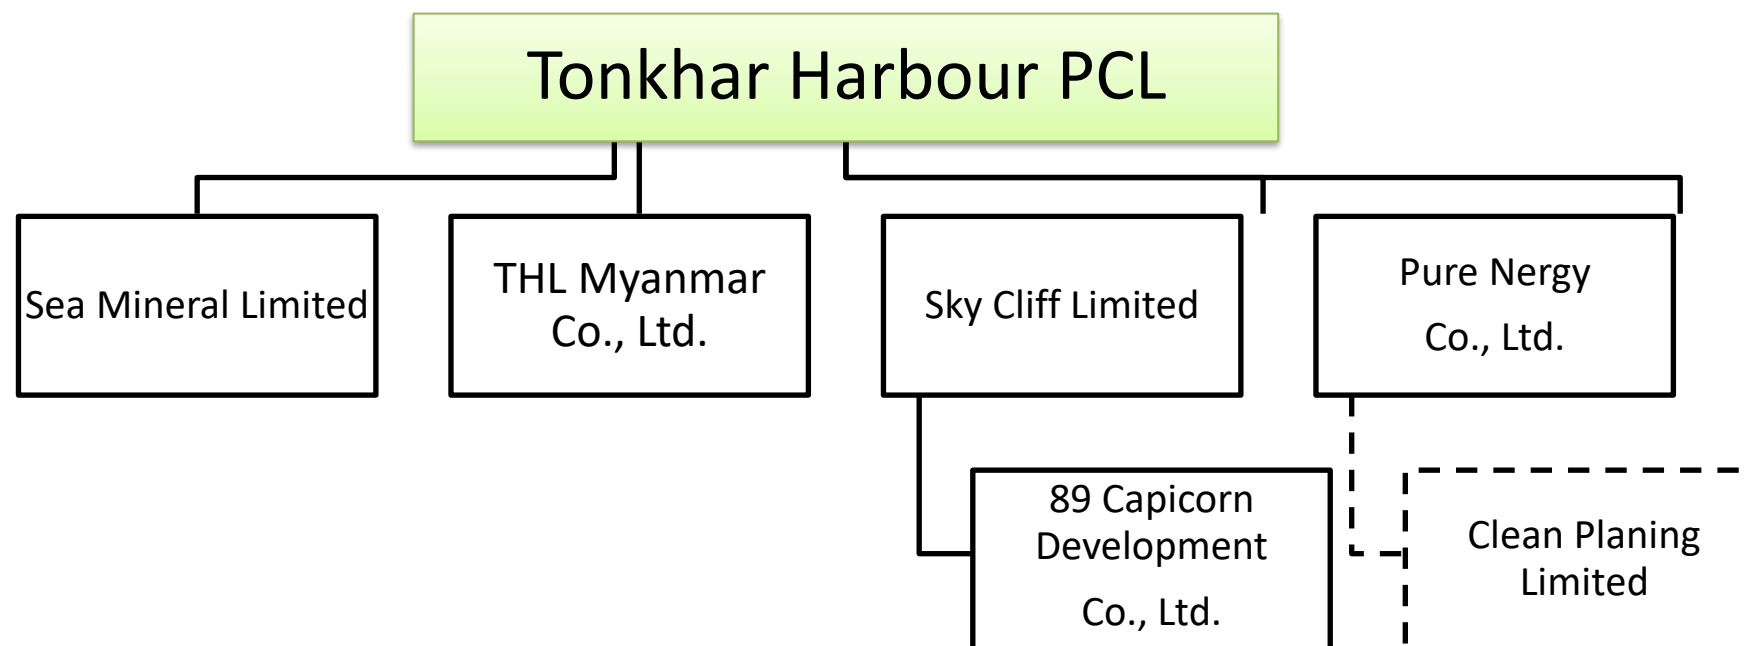 Tonkhar Harbour PCL
Sea Mineral Limited
THL Myanmar
Co., Ltd.
Sky Cliff Limited
Pure Nergy
Co., Ltd.
89 Capicorn
Development
Co., Ltd.
Clean Planing
Limited